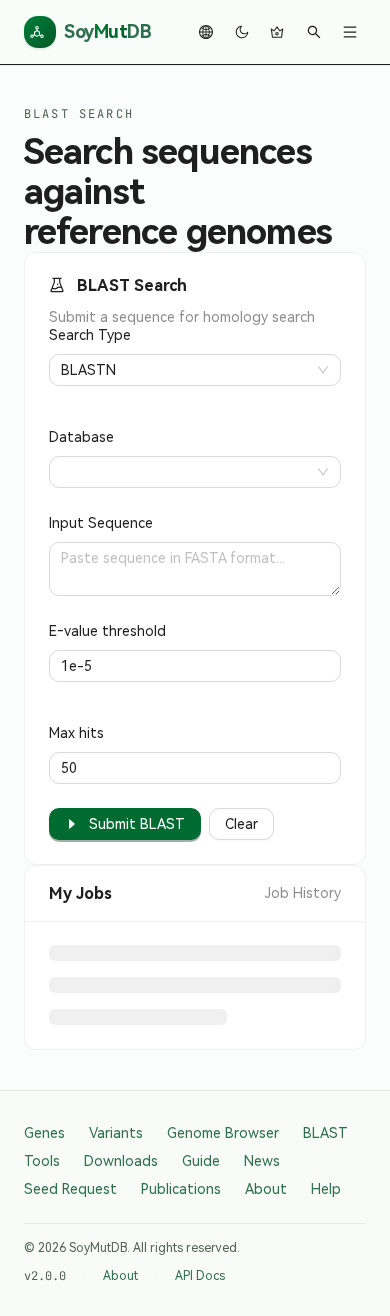 SoyMutDB
BLAST SEARCH
Search sequences
against
reference genomes
BLAST Search
Submit a sequence for homology search
Search Type
BLASTN
Database
Input Sequence
Paste sequence in FASTA format...
E-value threshold
1e-5
Max hits
50
Submit BLAST Clear
My Jobs Job History
Genes Variants Genome Browser BLAST
Tools Downloads Guide News
Seed Request Publications About Help
© 2026 SoyMutDB. All rights reserved.
v2.0.0 · About · API Docs